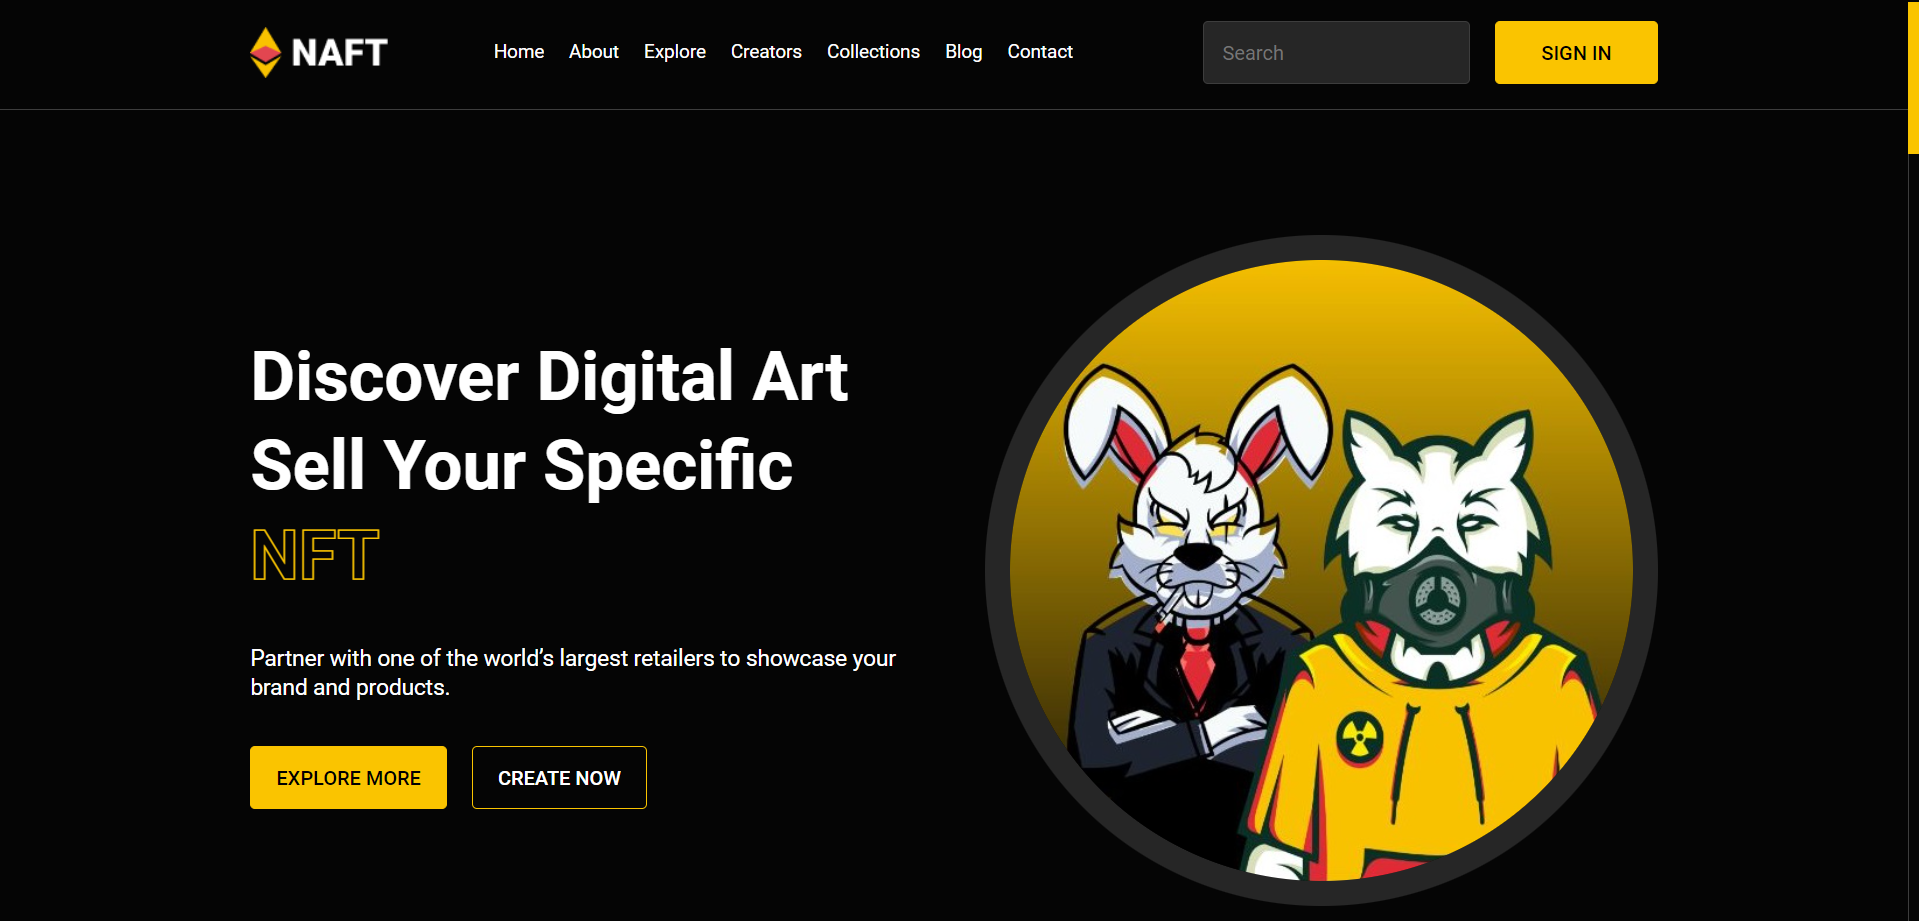 NAFT
Home About Explore Creators Collections Blog Contact
Search
SIGN IN
Discover Digital Art
Sell Your Specific
NFT
Partner with one of the world’s largest retailers to showcase your
brand and products.
EXPLORE MORE
CREATE NOW